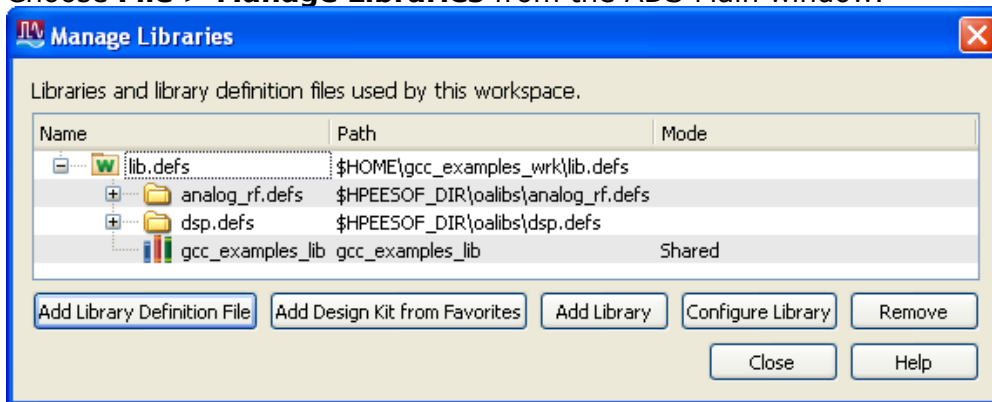 Choose File > Manage Libraries from the ADS Main window.
Manage Libraries
Libraries and library definition files used by this workspace.
Name Path Mode
lib.defs $HOME\gcc_examples_wrk\lib.defs
analog_rf.defs $HPEESOF_DIR\oalibs\analog_rf.defs
dsp.defs $HPEESOF_DIR\oalibs\dsp.defs
gcc_examples_lib gcc_examples_lib Shared
Add Library Definition File Add Design Kit from Favorites Add Library Configure Library Remove
Close Help